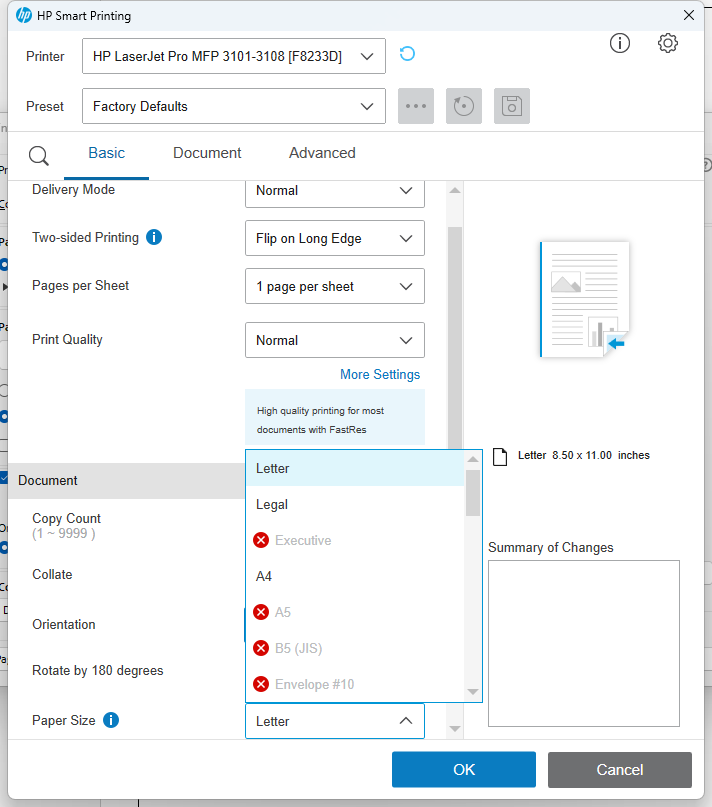 HP Smart Printing
Printer
HP LaserJet Pro MFP 3101-3108 [F8233D]
Preset
Factory Defaults
Basic
Document
Advanced
Delivery Mode
Normal
Two-sided Printing
Flip on Long Edge
Pages per Sheet
1 page per sheet
Print Quality
Normal
More Settings
High quality printing for most
documents with FastRes
Document
Copy Count
(1 ~ 9999 )
Collate
Orientation
Rotate by 180 degrees
Paper Size
Letter
Legal
Executive
A4
A5
B5 (JIS)
Envelope #10
Letter
Letter 8.50 x 11.00 inches
Summary of Changes
OK
Cancel